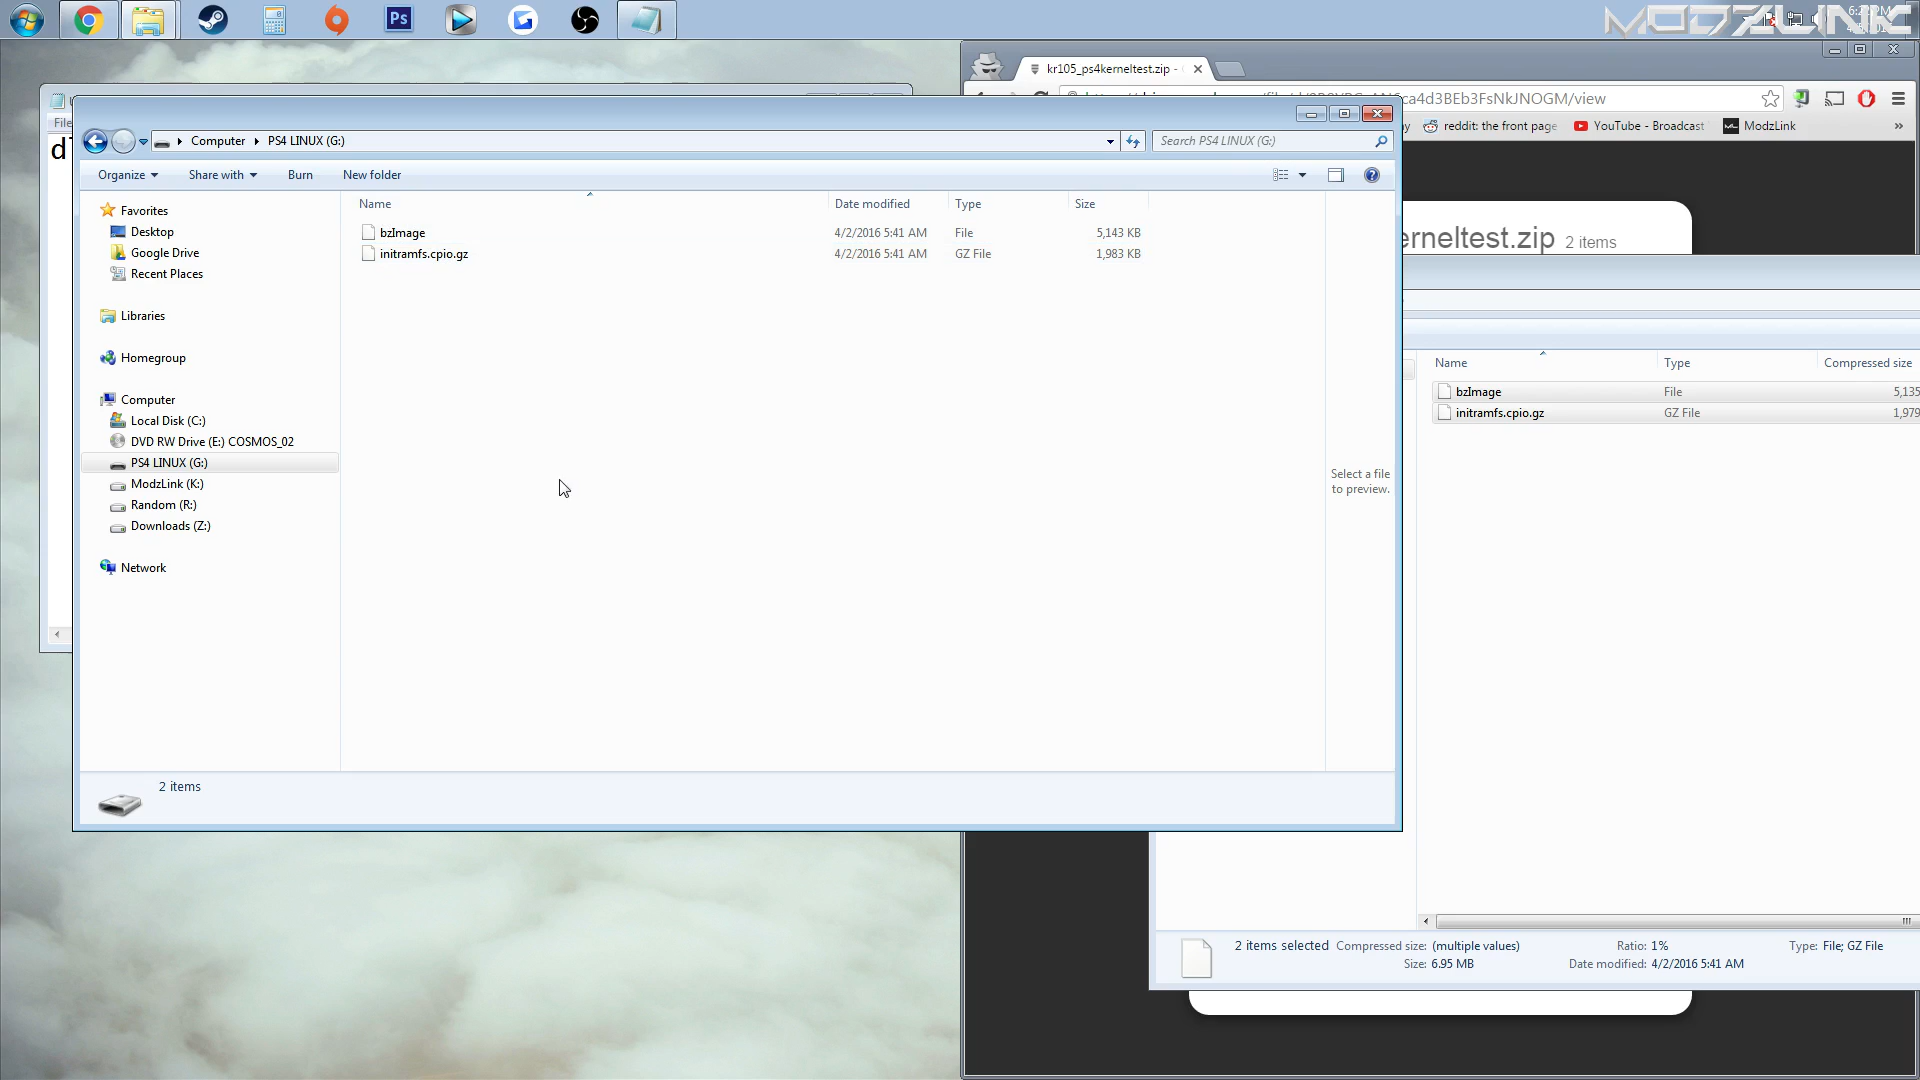 Ps
MODZLINK
kr105_ps4kerneltest.zip -
ca4d3BEb3FsNkJNOGM/view
reddit: the front page
YouTube - Broadcast
ModzLink
»
File
Computer
PS4 LINUX (G:)
Search PS4 LINUX (G:)
Organize
Share with
Burn
New folder
Name
Date modified
Type
Size
bzImage
4/2/2016 5:41 AM
File
5,143 KB
initramfs.cpio.gz
4/2/2016 5:41 AM
GZ File
1,983 KB
Favorites
Desktop
Google Drive
Recent Places
Libraries
Homegroup
Computer
Local Disk (C:)
DVD RW Drive (E:) COSMOS_02
PS4 LINUX (G:)
ModzLink (K:)
Random (R:)
Downloads (Z:)
Network
Select a file
to preview.
2 items
erneltest.zip 2 items
Name
Type
Compressed size
bzImage
File
5,135
initramfs.cpio.gz
GZ File
1,979
2 items selected
Compressed size: (multiple values)
Size: 6.95 MB
Ratio: 1%
Date modified: 4/2/2016 5:41 AM
Type: File; GZ File